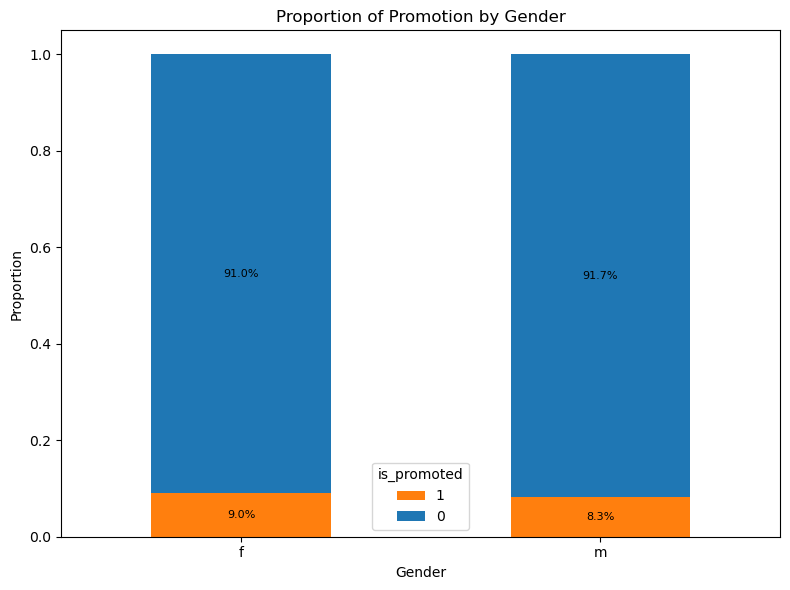 Proportion of Promotion by Gender
Proportion
1.0
0.8
0.6
0.4
0.2
0.0
91.0%
91.7%
9.0%
8.3%
is_promoted
1
0
f
m
Gender